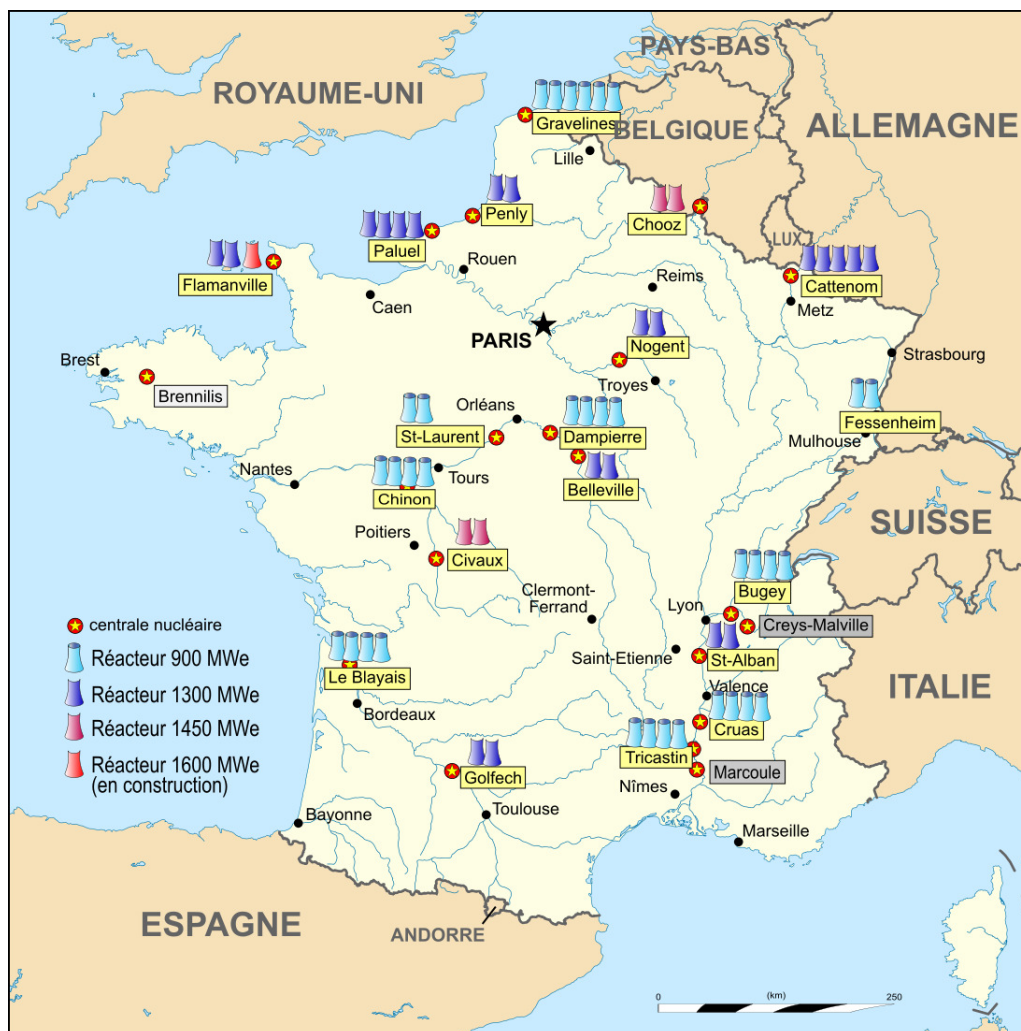 PAYS-BAS
ROYAUME-UNI
Gravelines
BELGIQUE
ALLEMAGNE
Lille
Penly
Chooz
Paluel
LUX.
Rouen
Flamanville
Reims
Cattenom
Caen
Metz
PARIS
Nogent
Brest
Strasbourg
Brennilis
Troyes
Orléans
Fessenheim
St-Laurent
Dampierre
Mulhouse
Nantes
Tours
Belleville
Chinon
SUISSE
Poitiers
Civaux
Bugey
Clermont-
Ferrand
Lyon
Creys-Malville
centrale nucléaire
Saint-Etienne
St-Alban
Réacteur 900 MWe
Le Blayais
ITALIE
Valence
Réacteur 1300 MWe
Bordeaux
Cruas
Réacteur 1450 MWe
Tricastin
Réacteur 1600 MWe
(en construction)
Golfech
Marcoule
Nîmes
Bayonne
Toulouse
Marseille
ESPAGNE
ANDORRE
0 (km) 250